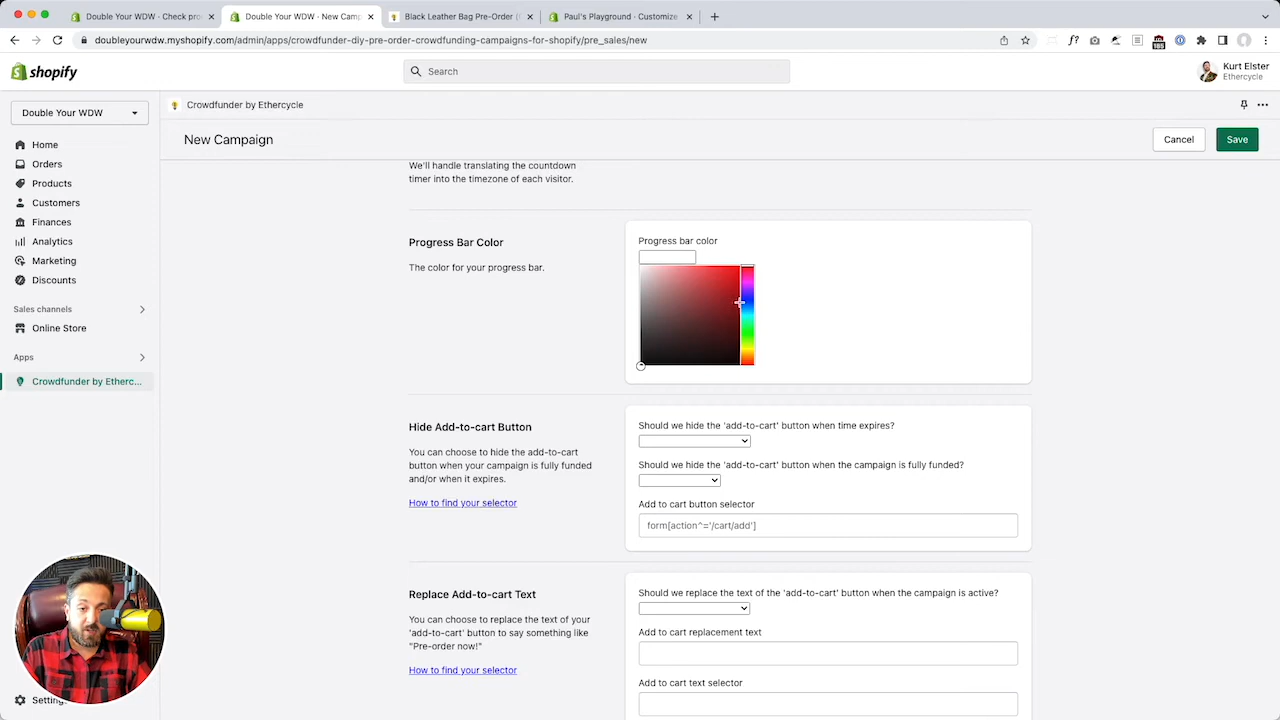 Double Your WDW · Check pro
Double Your WDW · New Camp
Black Leather Bag Pre-Order (
Paul's Playground · Customize
doubleyourwdw.myshopify.com/admin/apps/crowdfunder-diy-pre-order-crowdfunding-campaigns-for-shopify/pre_sales/new
f?
shopify
Search
Kurt Elster
Ethercycle
Double Your WDW
Crowdfunder by Ethercycle
New Campaign
Cancel
Save
Home
Orders
Products
Customers
Finances
Analytics
Marketing
Discounts
Sales channels
Online Store
Apps
Crowdfunder by Etherc...
Setting
We'll handle translating the countdown
timer into the timezone of each visitor.
Progress Bar Color
The color for your progress bar.
Progress bar color
Hide Add-to-cart Button
You can choose to hide the add-to-cart
button when your campaign is fully funded
and/or when it expires.
How to find your selector
Should we hide the 'add-to-cart' button when time expires?
Should we hide the 'add-to-cart' button when the campaign is fully funded?
Add to cart button selector
form[action^='/cart/add']
Replace Add-to-cart Text
You can choose to replace the text of your
'add-to-cart' button to say something like
"Pre-order now!"
How to find your selector
Should we replace the text of the 'add-to-cart' button when the campaign is active?
Add to cart replacement text
Add to cart text selector